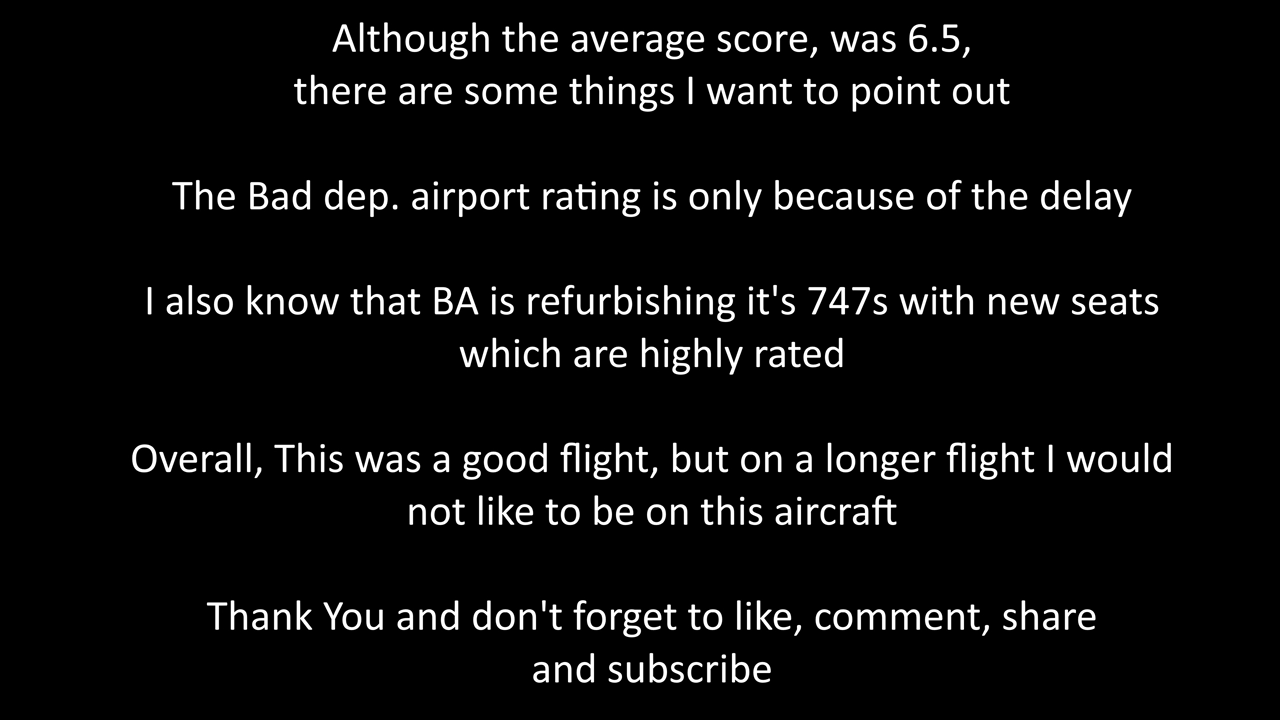 Although the average score, was 6.5,
there are some things I want to point out
The Bad dep. airport rating is only because of the delay
I also know that BA is refurbishing it's 747s with new seats
which are highly rated
Overall, This was a good flight, but on a longer flight I would
not like to be on this aircraft
Thank You and don't forget to like, comment, share
and subscribe